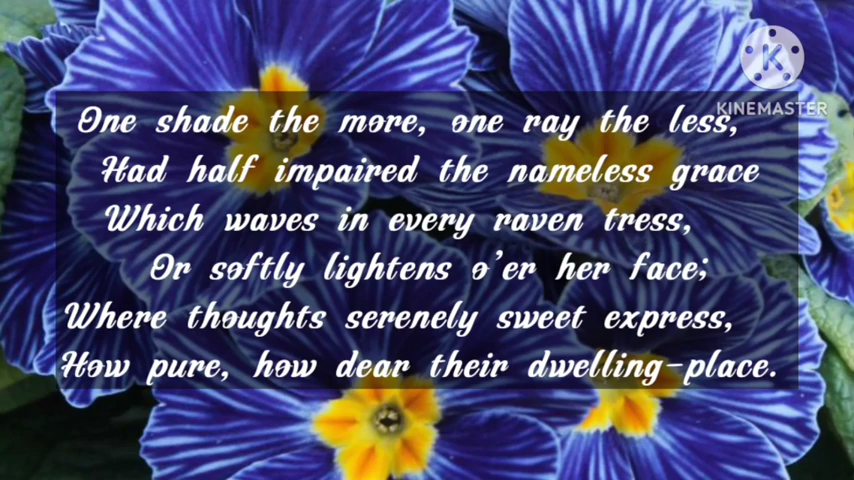 KINEMASTER
One shade the more, one ray the less,
Had half impaired the nameless grace
Which waves in every raven tress,
Or softly lightens o'er her face;
Where thoughts serenely sweet express,
How pure, how dear their dwelling-place.